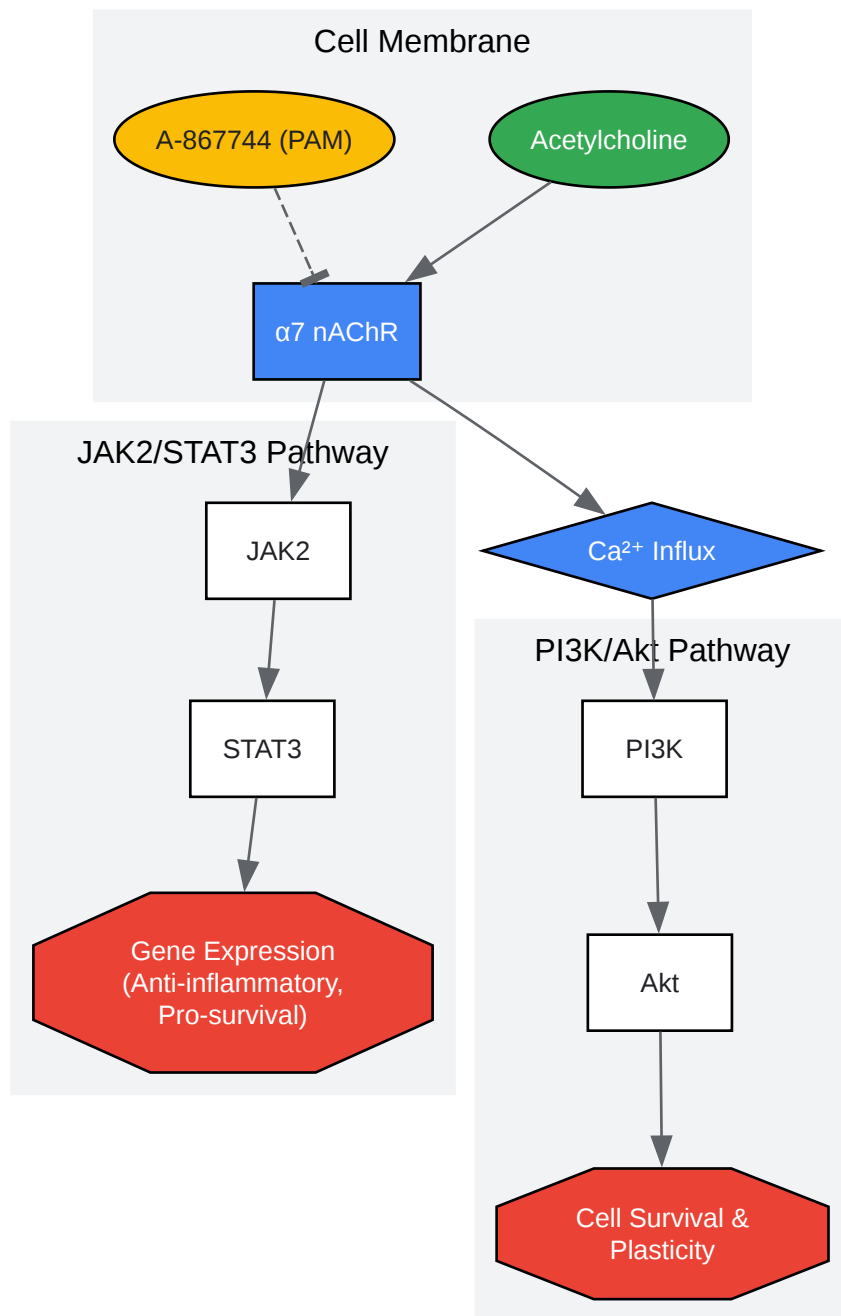 Cell Membrane
A-867744 (PAM)
Acetylcholine
α7 nAChR
JAK2/STAT3 Pathway
JAK2
Ca²⁺ Influx
PI3K/Akt Pathway
STAT3
PI3K
Gene Expression
(Anti-inflammatory,
Pro-survival)
Akt
Cell Survival &
Plasticity